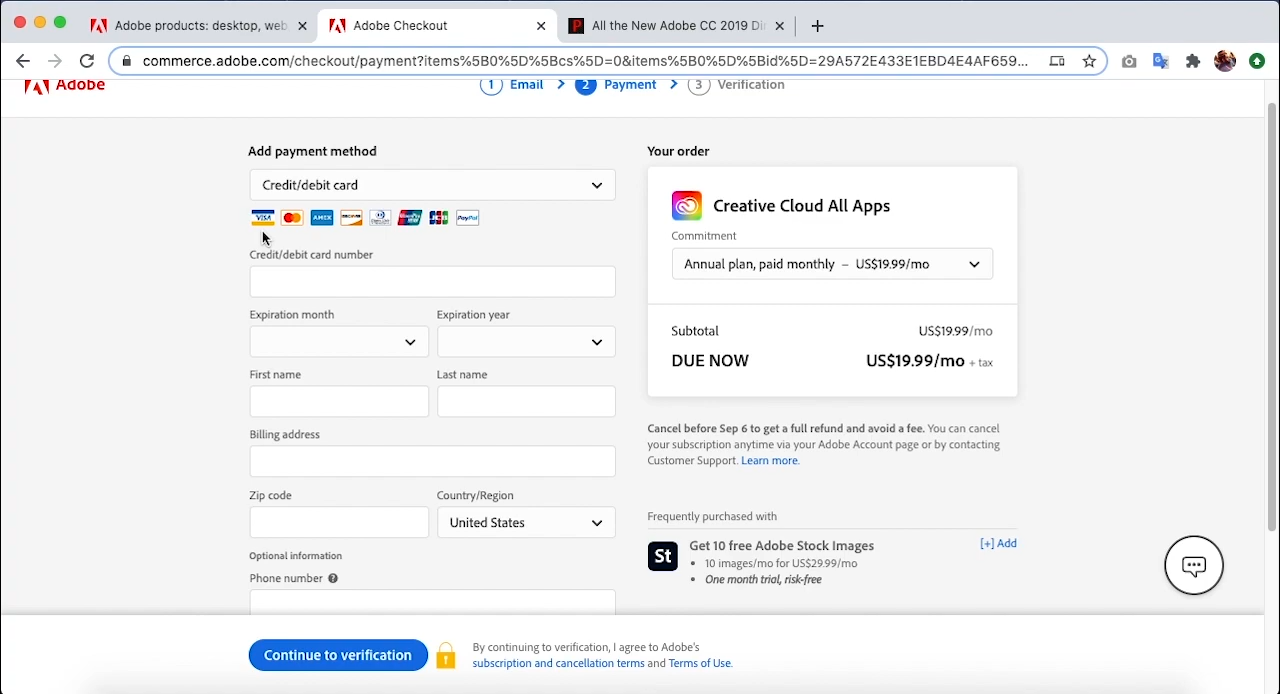 Adobe products: desktop, web,
Adobe Checkout
All the New Adobe CC 2019 Dir
commerce.adobe.com/checkout/payment?items%5B0%5D%5Bcs%5D=0&items%5B0%5D%5Bid%5D=29A572E433E1EBD4E4AF659...
Adobe
1 Email
2 Payment
3 Verification
Add payment method
Credit/debit card
VISA
AMEX
DISCOVER
JCB
PayPal
Credit/debit card number
Expiration month
Expiration year
First name
Last name
Billing address
Zip code
Country/Region
United States
Optional information
Phone number ?
Your order
Creative Cloud All Apps
Commitment
Annual plan, paid monthly – US$19.99/mo
Subtotal US$19.99/mo
DUE NOW US$19.99/mo + tax
Cancel before Sep 6 to get a full refund and avoid a fee. You can cancel
your subscription anytime via your Adobe Account page or by contacting
Customer Support. Learn more.
Frequently purchased with
St
Get 10 free Adobe Stock Images
[+] Add
• 10 images/mo for US$29.99/mo
• One month trial, risk-free
Continue to verification
By continuing to verification, I agree to Adobe's
subscription and cancellation terms and Terms of Use.